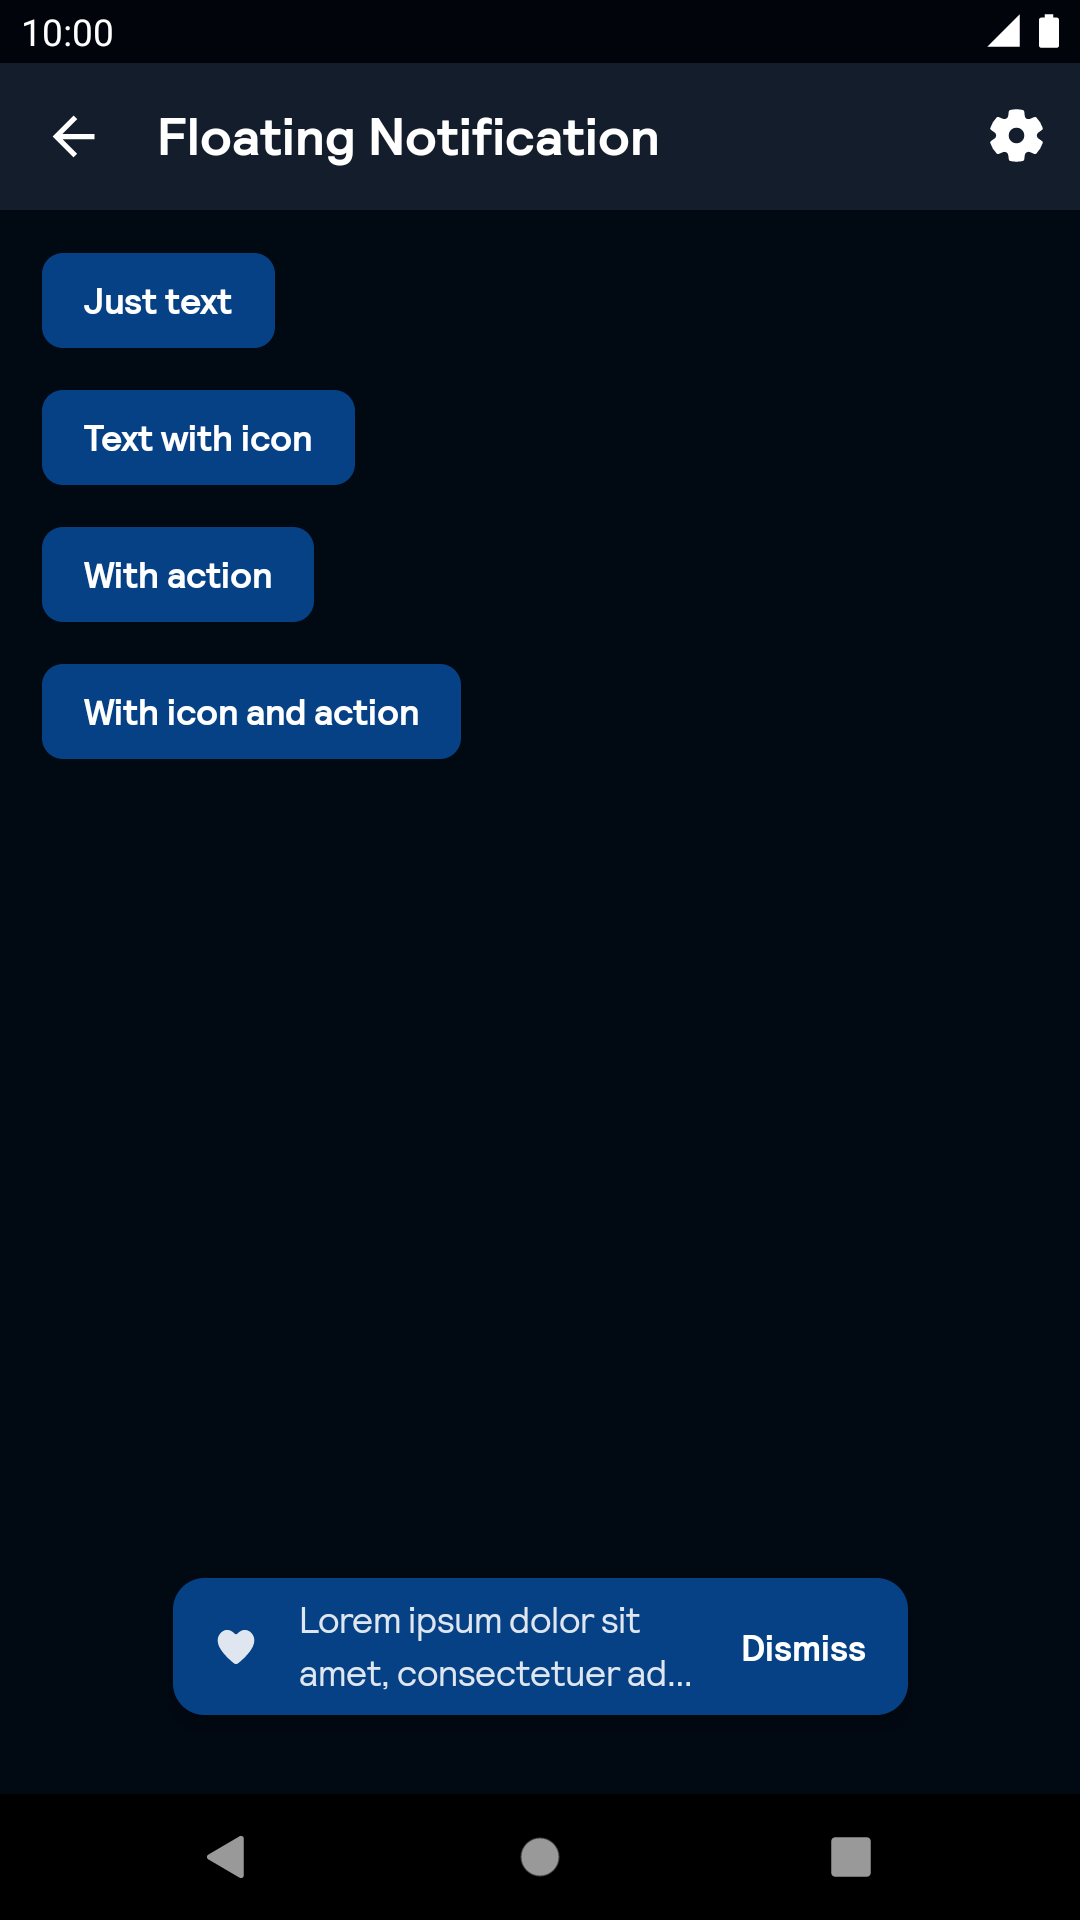 10:00
Floating Notification
Just text
Text with icon
With action
With icon and action
Lorem ipsum dolor sit
amet, consectetuer ad...
Dismiss